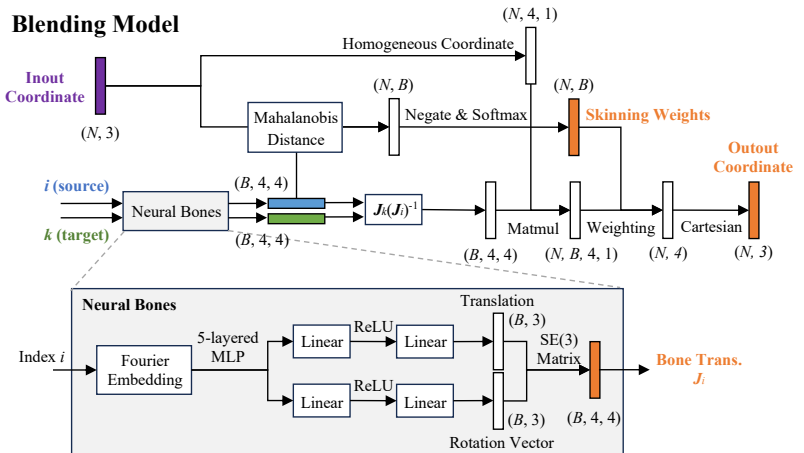 Blending Model
Homogeneous Coordinate
(N, 4, 1)
Inout
Coordinate
(N, 3)
Mahalanobis
Distance
(N, B)
Negate & Softmax
(N, B)
Skinning Weights
Outout
Coordinate
i (source)
k (target)
Neural Bones
(B, 4, 4)
(B, 4, 4)
Jk(Ji)-1
(B, 4, 4)
Matmul
(N, B, 4, 1)
Weighting
(N, 4)
Cartesian
(N, 3)
Neural Bones
Index i
Fourier
Embedding
5-layered
MLP
Linear
ReLU
Linear
Translation
(B, 3)
Linear
ReLU
Linear
(B, 3)
Rotation Vector
SE(3)
Matrix
(B, 4, 4)
Bone Trans.
Ji